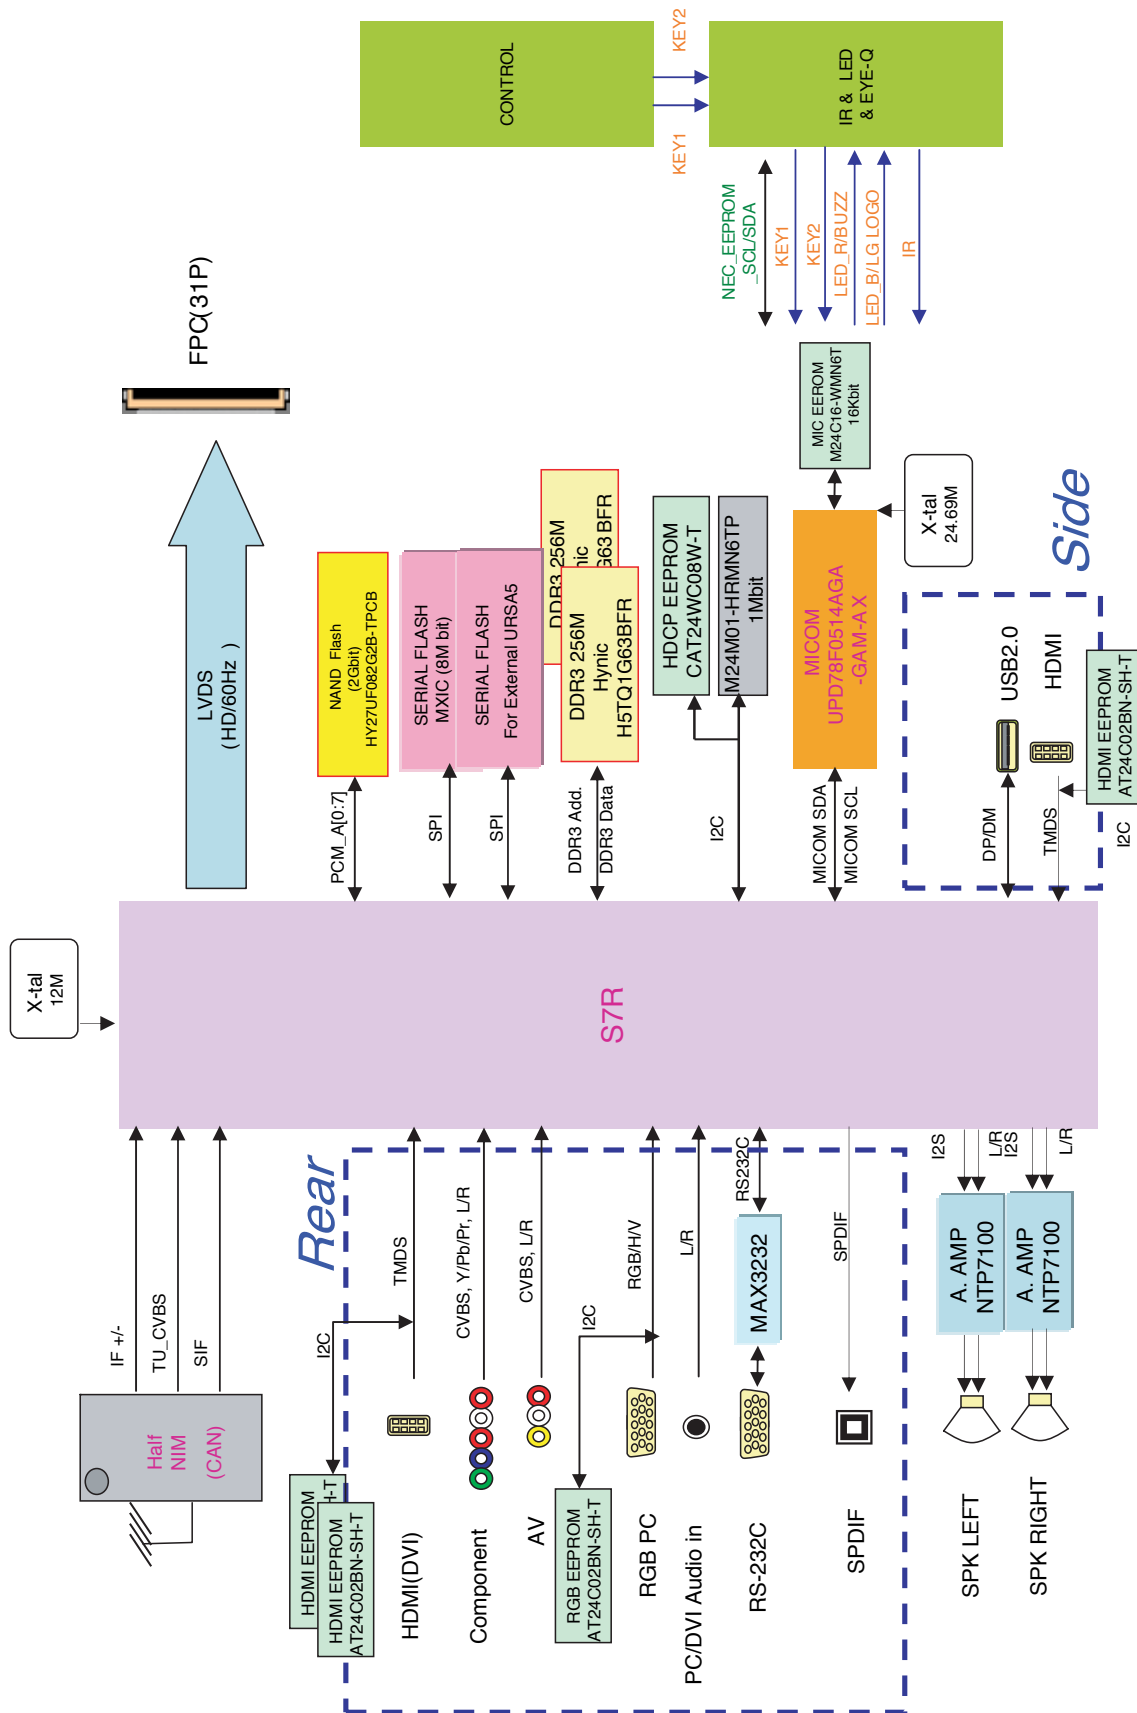 X-tal
12M
LVDS
(HD/60Hz )
FPC(31P)
CONTROL
KEY1
KEY2
IR & LED
& EYE-Q
NEC_EEPROM
_SCL/SDA
KEY1
KEY2
LED_R/BUZZ
LED_B/LG LOGO
IR
PCM_A[0:7]
NAND Flash
(2Gbit)
HY27UF082G2B-TPCB
SPI
SERIAL FLASH
MXIC (8M bit)
SPI
SERIAL FLASH
For External URSA5
DDR3 Add.
DDR3 Data
DDR3 256M
nic
G63BFR
DDR3 256M
Hynic
H5TQ1G63BFR
I2C
HDCP EEPROM
CAT24WC08W-T
M24M01-HRMN6TP
1Mbit
MICOM SDA
MICOM SCL
MICOM
UPD78F0514AGA
-GAM-AX
MIC EEROM
M24C16-WMN6T
16Kbit
X-tal
24.69M
Side
DP/DM
USB2.0
TMDS
HDMI
I2C
HDMI EEPROM
AT24C02BN-SH-T
S7R
Half
NIM
(CAN)
IF +/-
TU_CVBS
SIF
Rear
HDMI EEPROM
H-T
HDMI EEPROM
AT24C02BN-SH-T
I2C
HDMI(DVI)
TMDS
Component
CVBS, Y/Pb/Pr, L/R
AV
CVBS, L/R
RGB EEPROM
AT24C02BN-SH-T
I2C
RGB PC
RGB/H/V
PC/DVI Audio in
L/R
RS-232C
MAX3232
RS232C
SPDIF
SPDIF
SPK LEFT
A. AMP
NTP7100
I2S
L/R
SPK RIGHT
A. AMP
NTP7100
I2S
L/R